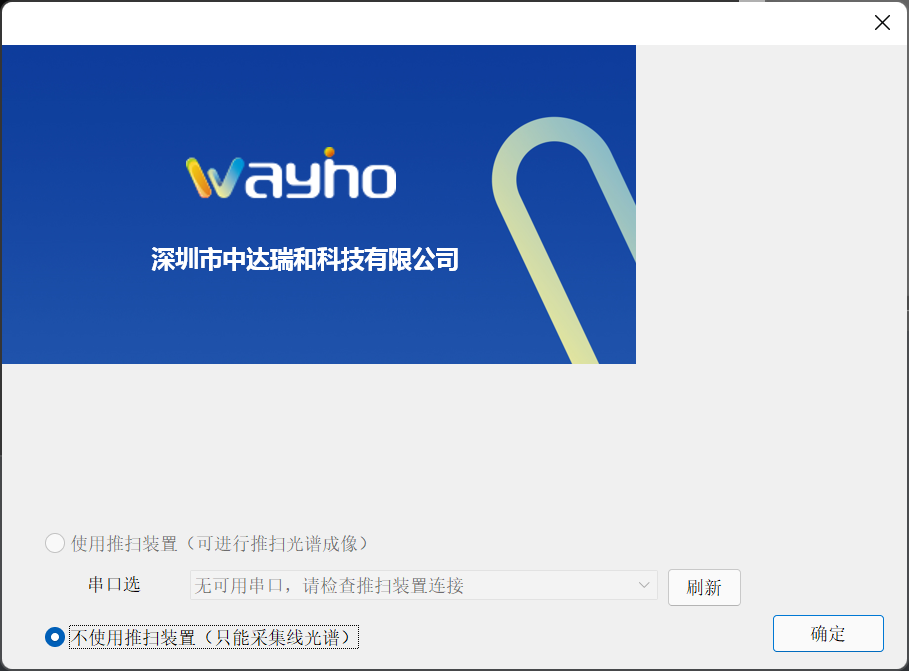 wayho
深圳市中达瑞和科技有限公司
使用推扫装置（可进行推扫光谱成像）
串口选
无可用串口，请检查推扫装置连接
刷新
不使用推扫装置（只能采集线光谱）
确定